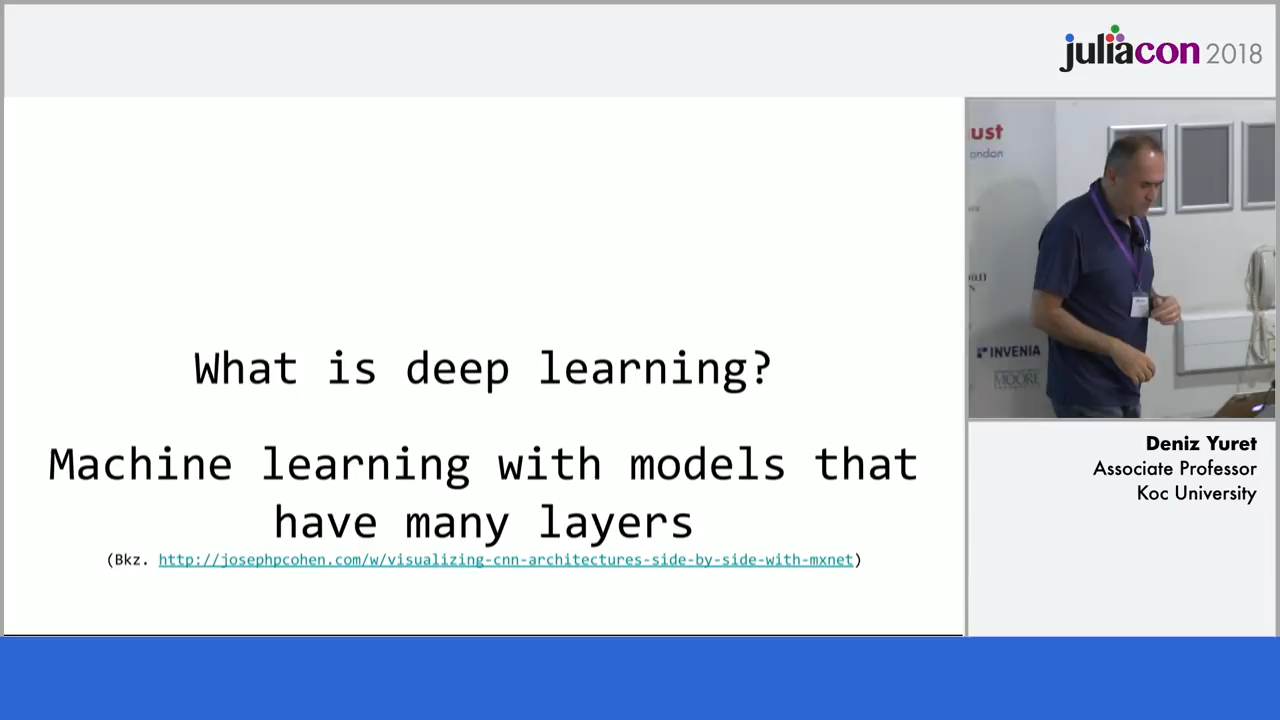 juliacon 2018
What is deep learning?
Machine learning with models that
have many layers
(Bkz. http://josephpcohen.com/w/visualizing-cnn-architectures-side-by-side-with-mxnet)
ust
ondon
INVENIA
MOORE
Deniz Yuret
Associate Professor
Koc University